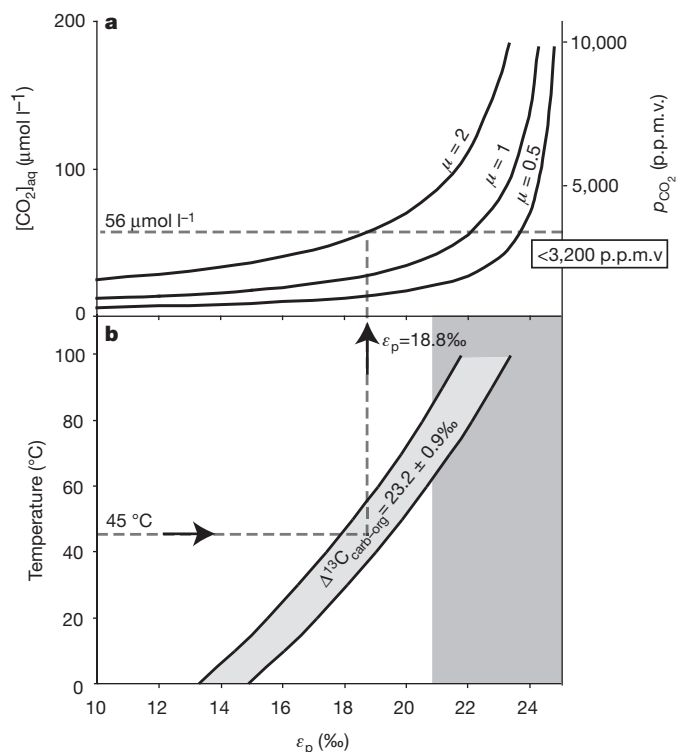 a
200
100
0
[CO2]aq (μmol l–1)
56 μmol l–1
μ = 2
μ = 1
μ = 0.5
10,000
5,000
pCO2 (p.p.m.v.)
<3,200 p.p.m.v
b
εp=18.8‰
100
80
60
40
20
0
Temperature (°C)
45 °C
Δ13Ccarb-org= 23.2 ± 0.9‰
10 12 14 16 18 20 22 24
εp (‰)